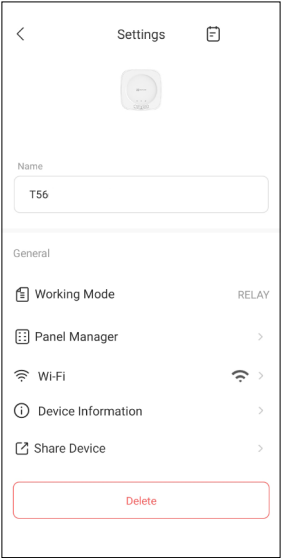 Settings
Name
T56
General
Working Mode
RELAY
Panel Manager
Wi-Fi
Device Information
Share Device
Delete